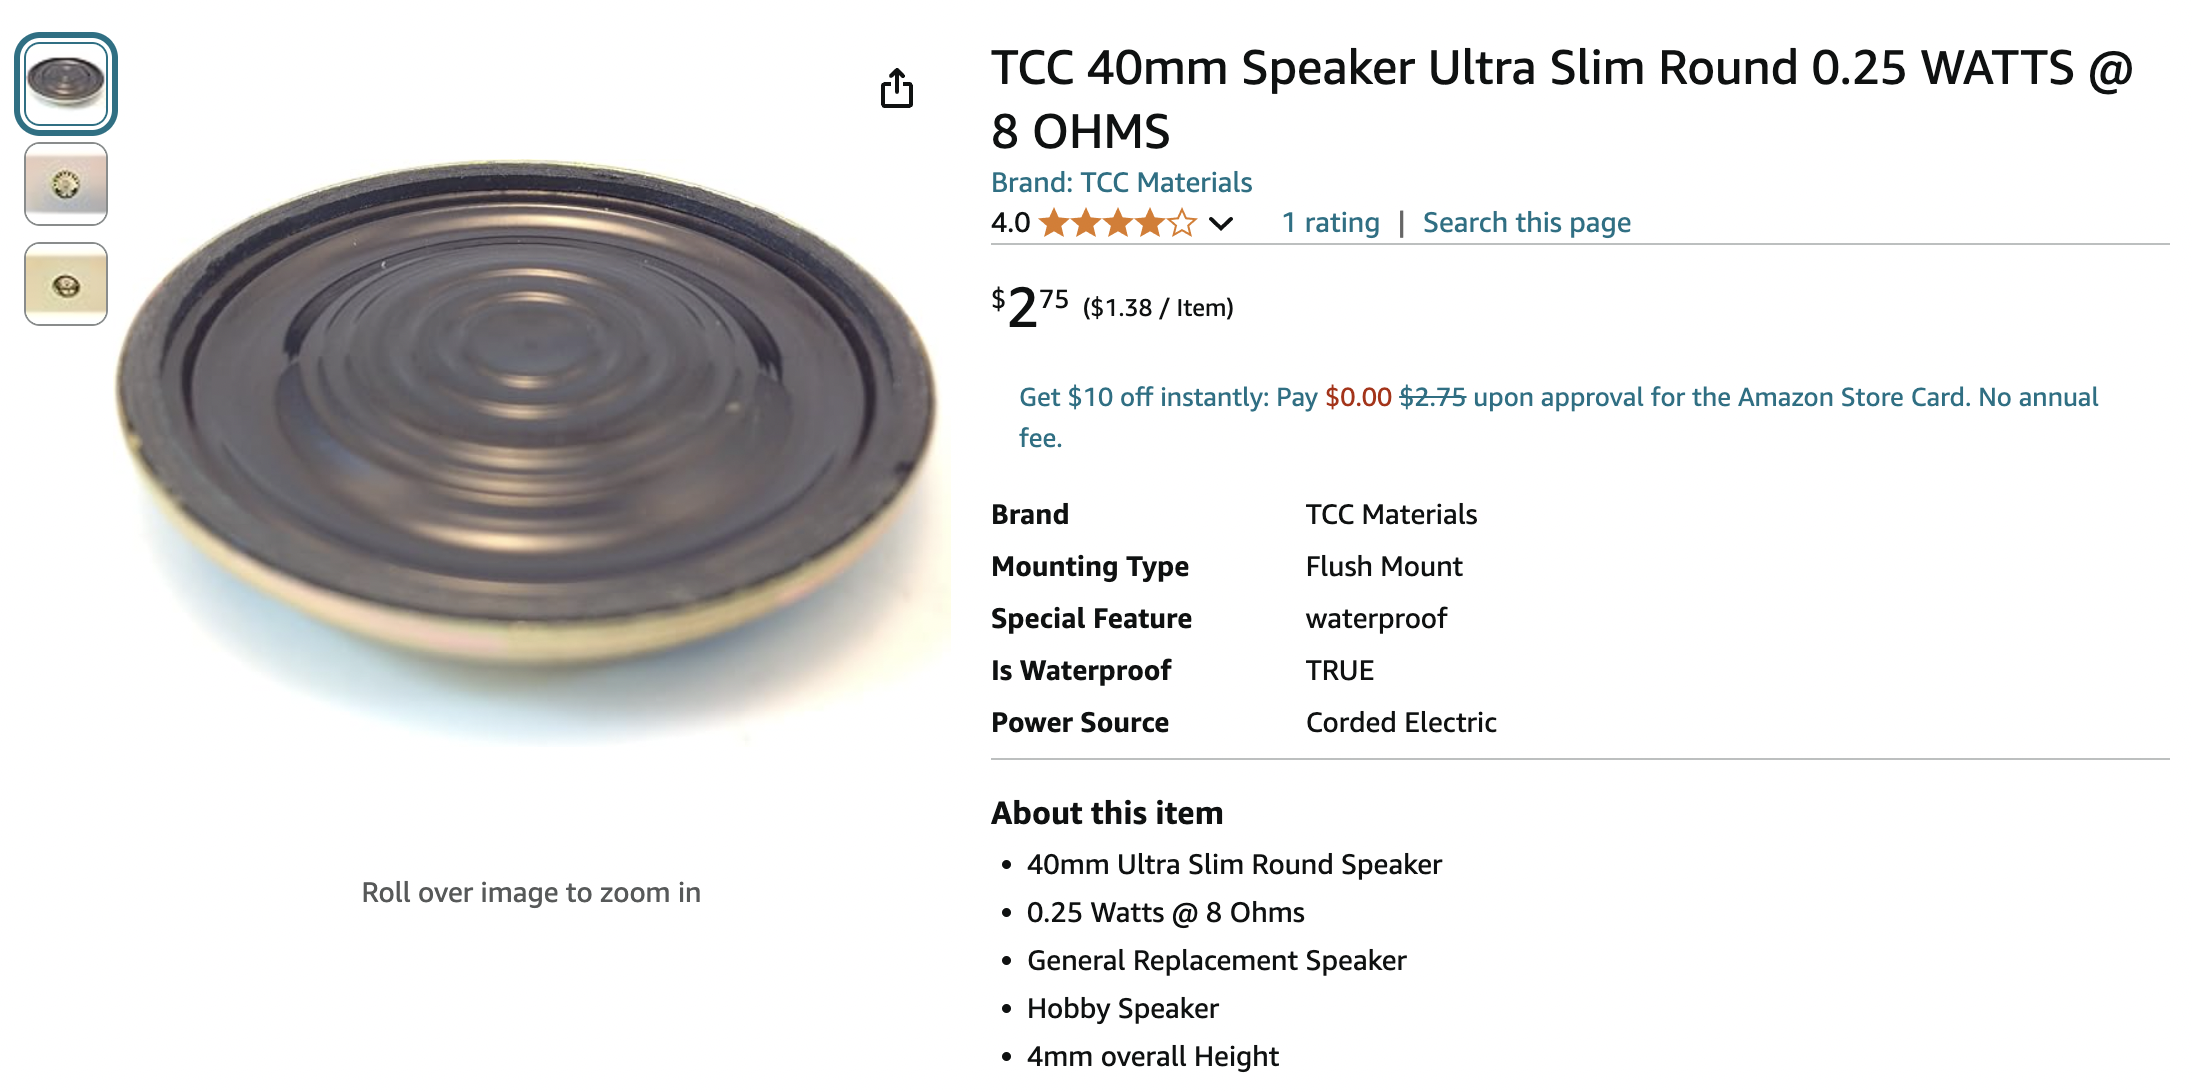 TCC 40mm Speaker Ultra Slim Round 0.25 WATTS @
8 OHMS
Brand: TCC Materials
4.0 1 rating | Search this page
$2.75 ($1.38 / Item)
Get $10 off instantly: Pay $0.00 $2.75 upon approval for the Amazon Store Card. No annual
fee.
Brand TCC Materials
Mounting Type Flush Mount
Special Feature waterproof
Is Waterproof TRUE
Power Source Corded Electric
About this item
• 40mm Ultra Slim Round Speaker
• 0.25 Watts @ 8 Ohms
• General Replacement Speaker
• Hobby Speaker
• 4mm overall Height
Roll over image to zoom in